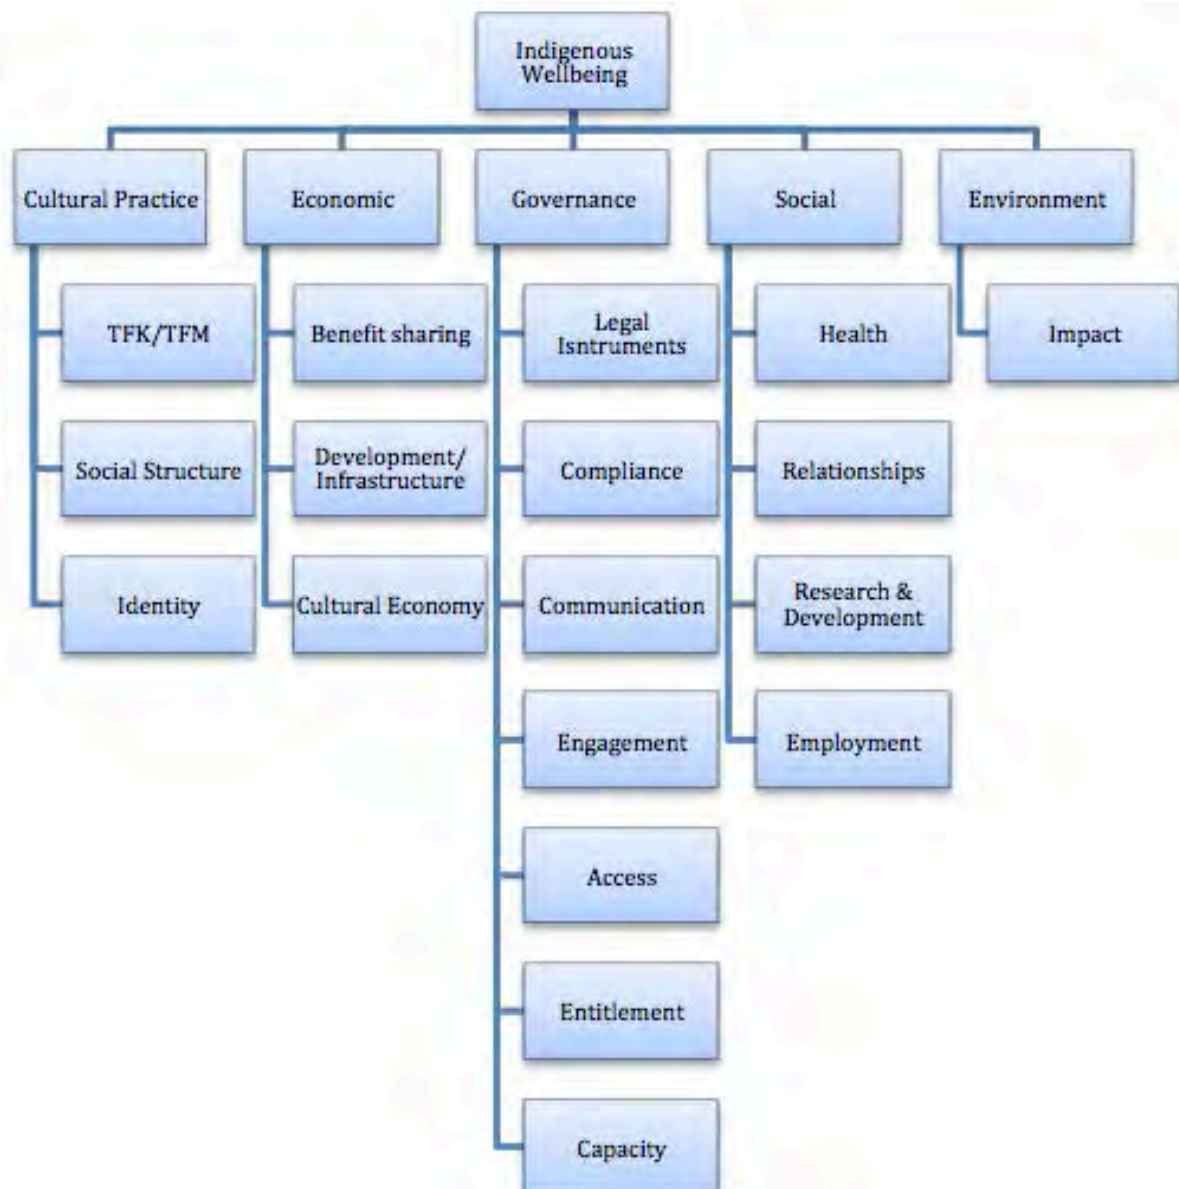 Indigenous
Wellbeing
Cultural Practice
Economic
Governance
Social
Environment
TFK/TFM
Benefit sharing
Legal
Isntruments
Health
Impact
Social Structure
Development/
Infrastructure
Compliance
Relationships
Identity
Cultural Economy
Communication
Research &
Development
Engagement
Employment
Access
Entitlement
Capacity